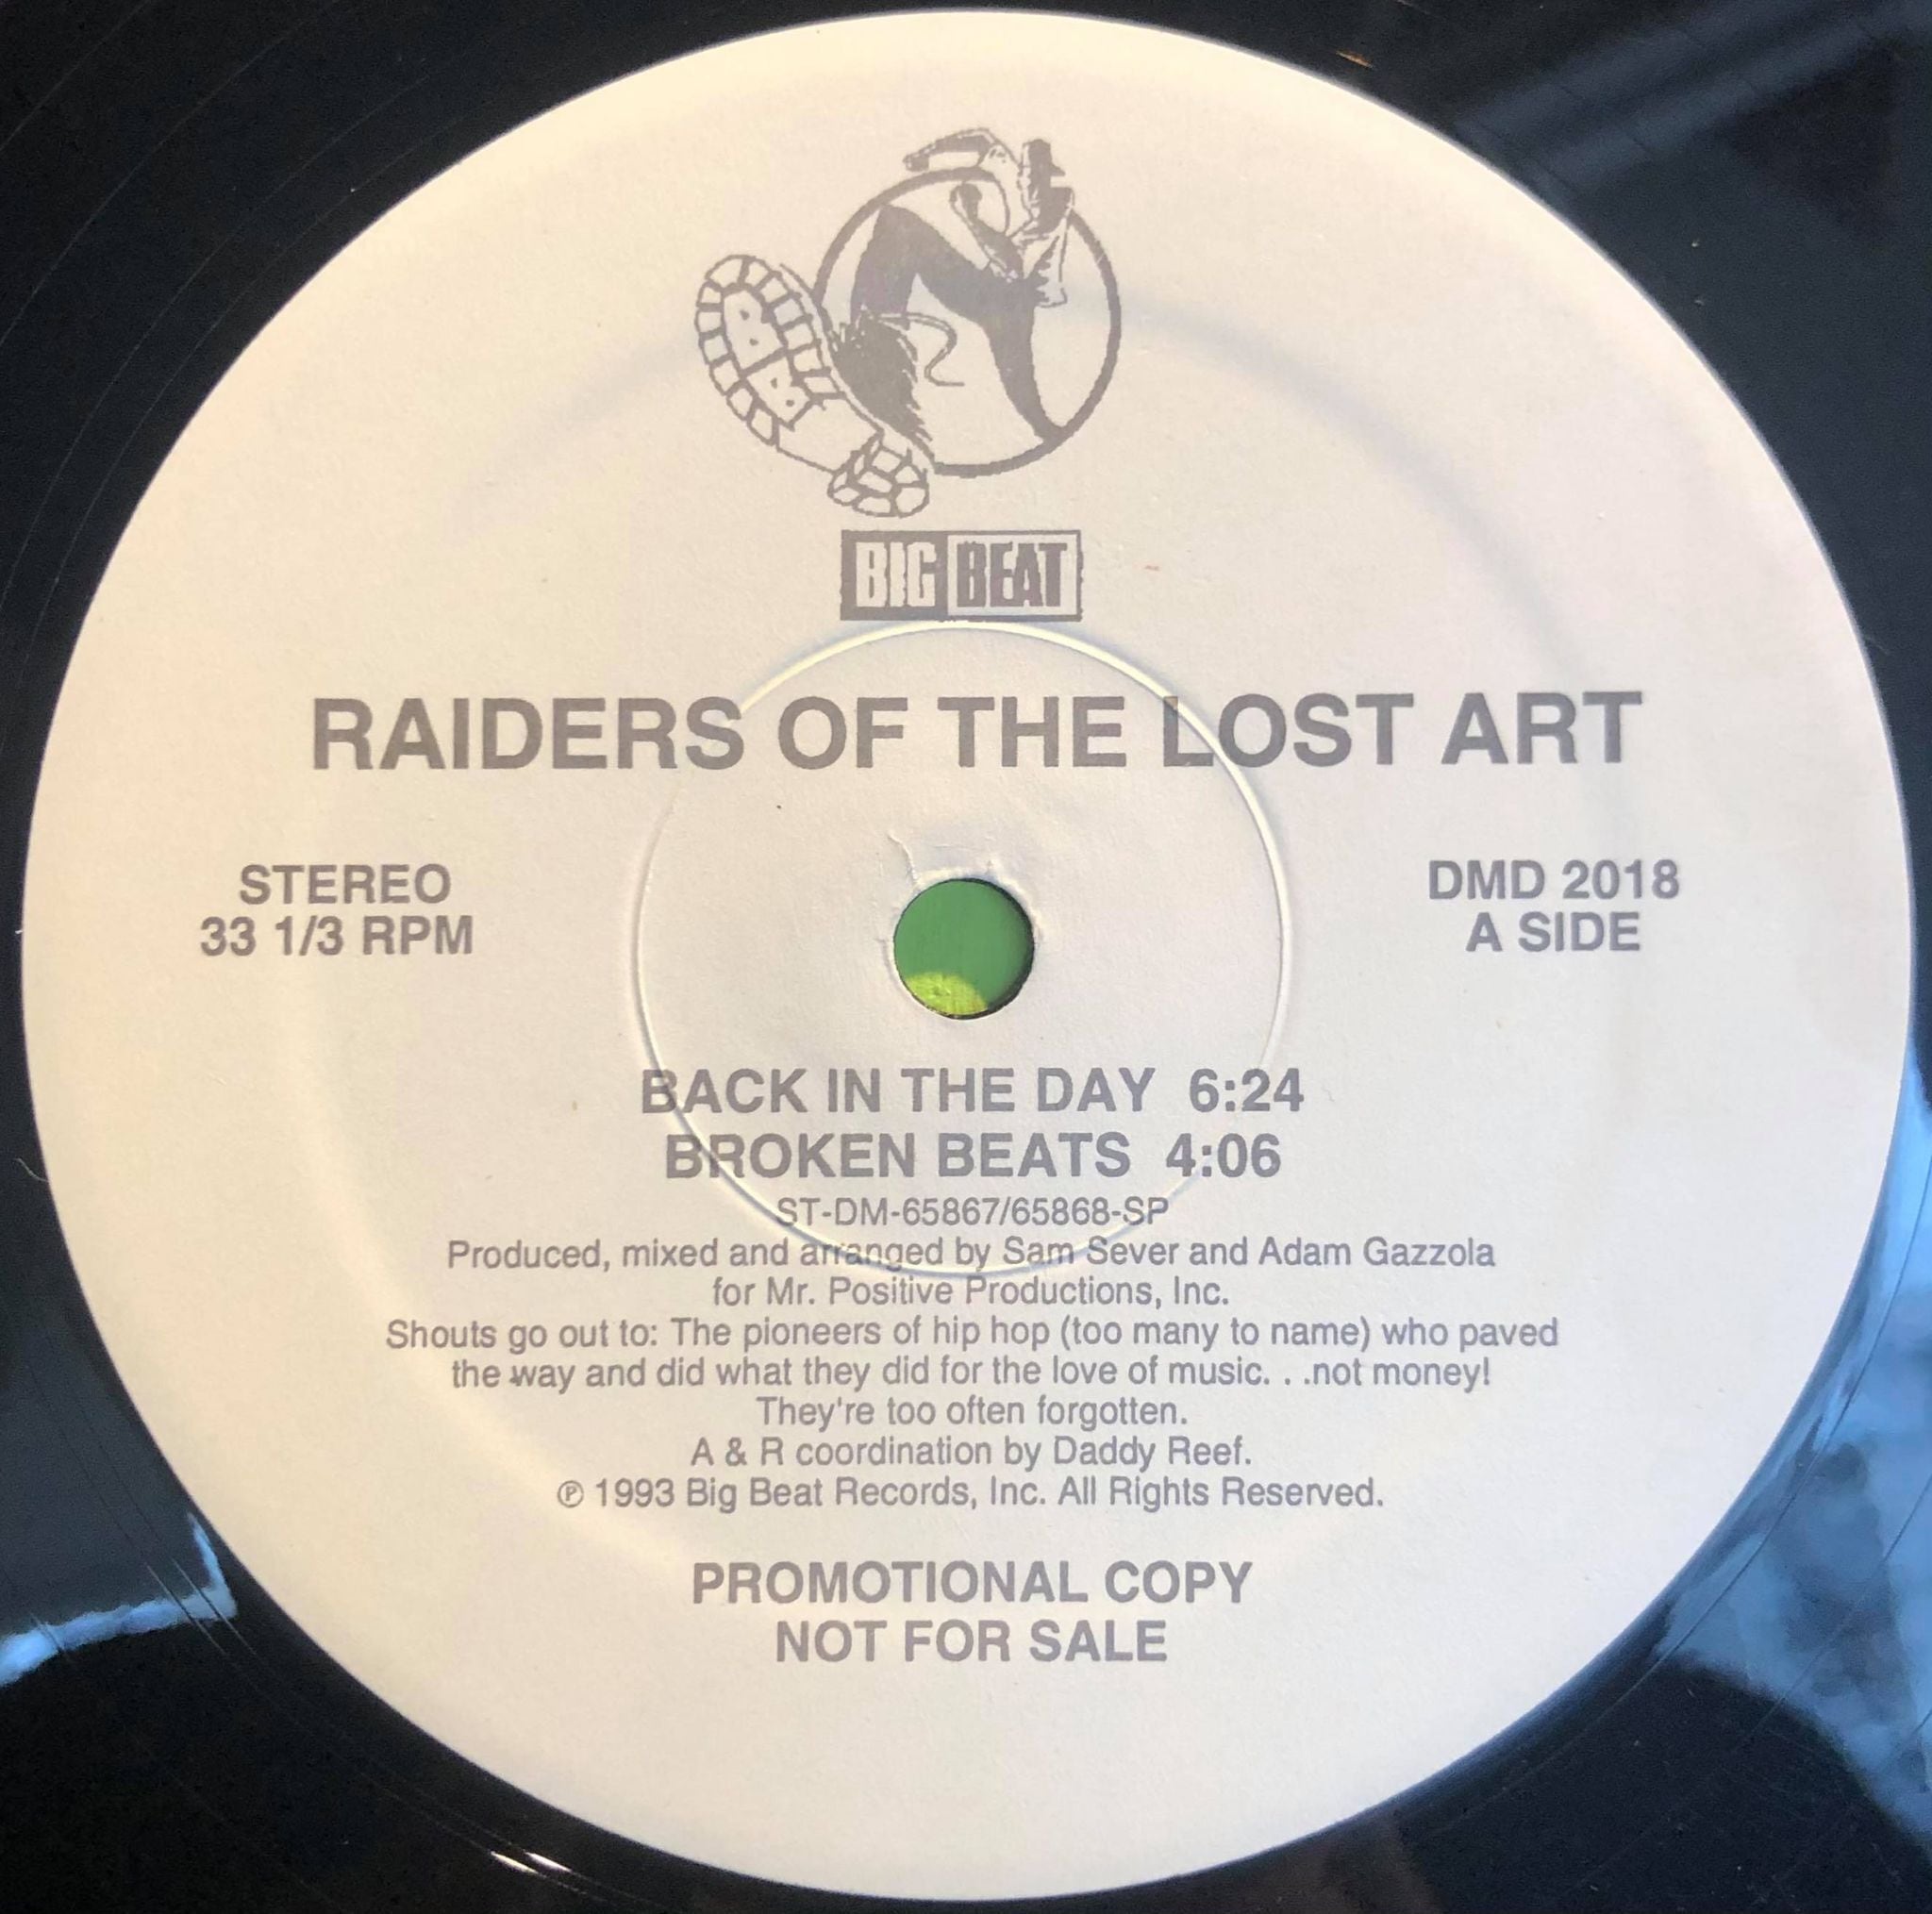 BB
BIG BEAT
RAIDERS OF THE LOST ART
STEREO
33 1/3 RPM
DMD 2018
A SIDE
BACK IN THE DAY 6:24
BROKEN BEATS 4:06
ST-DM-65867/65868-SP
Produced, mixed and arranged by Sam Sever and Adam Gazzola
for Mr. Positive Productions, Inc.
Shouts go out to: The pioneers of hip hop (too many to name) who paved
the way and did what they did for the love of music. . .not money!
They're too often forgotten.
A & R coordination by Daddy Reef.
℗ 1993 Big Beat Records, Inc. All Rights Reserved.
PROMOTIONAL COPY
NOT FOR SALE